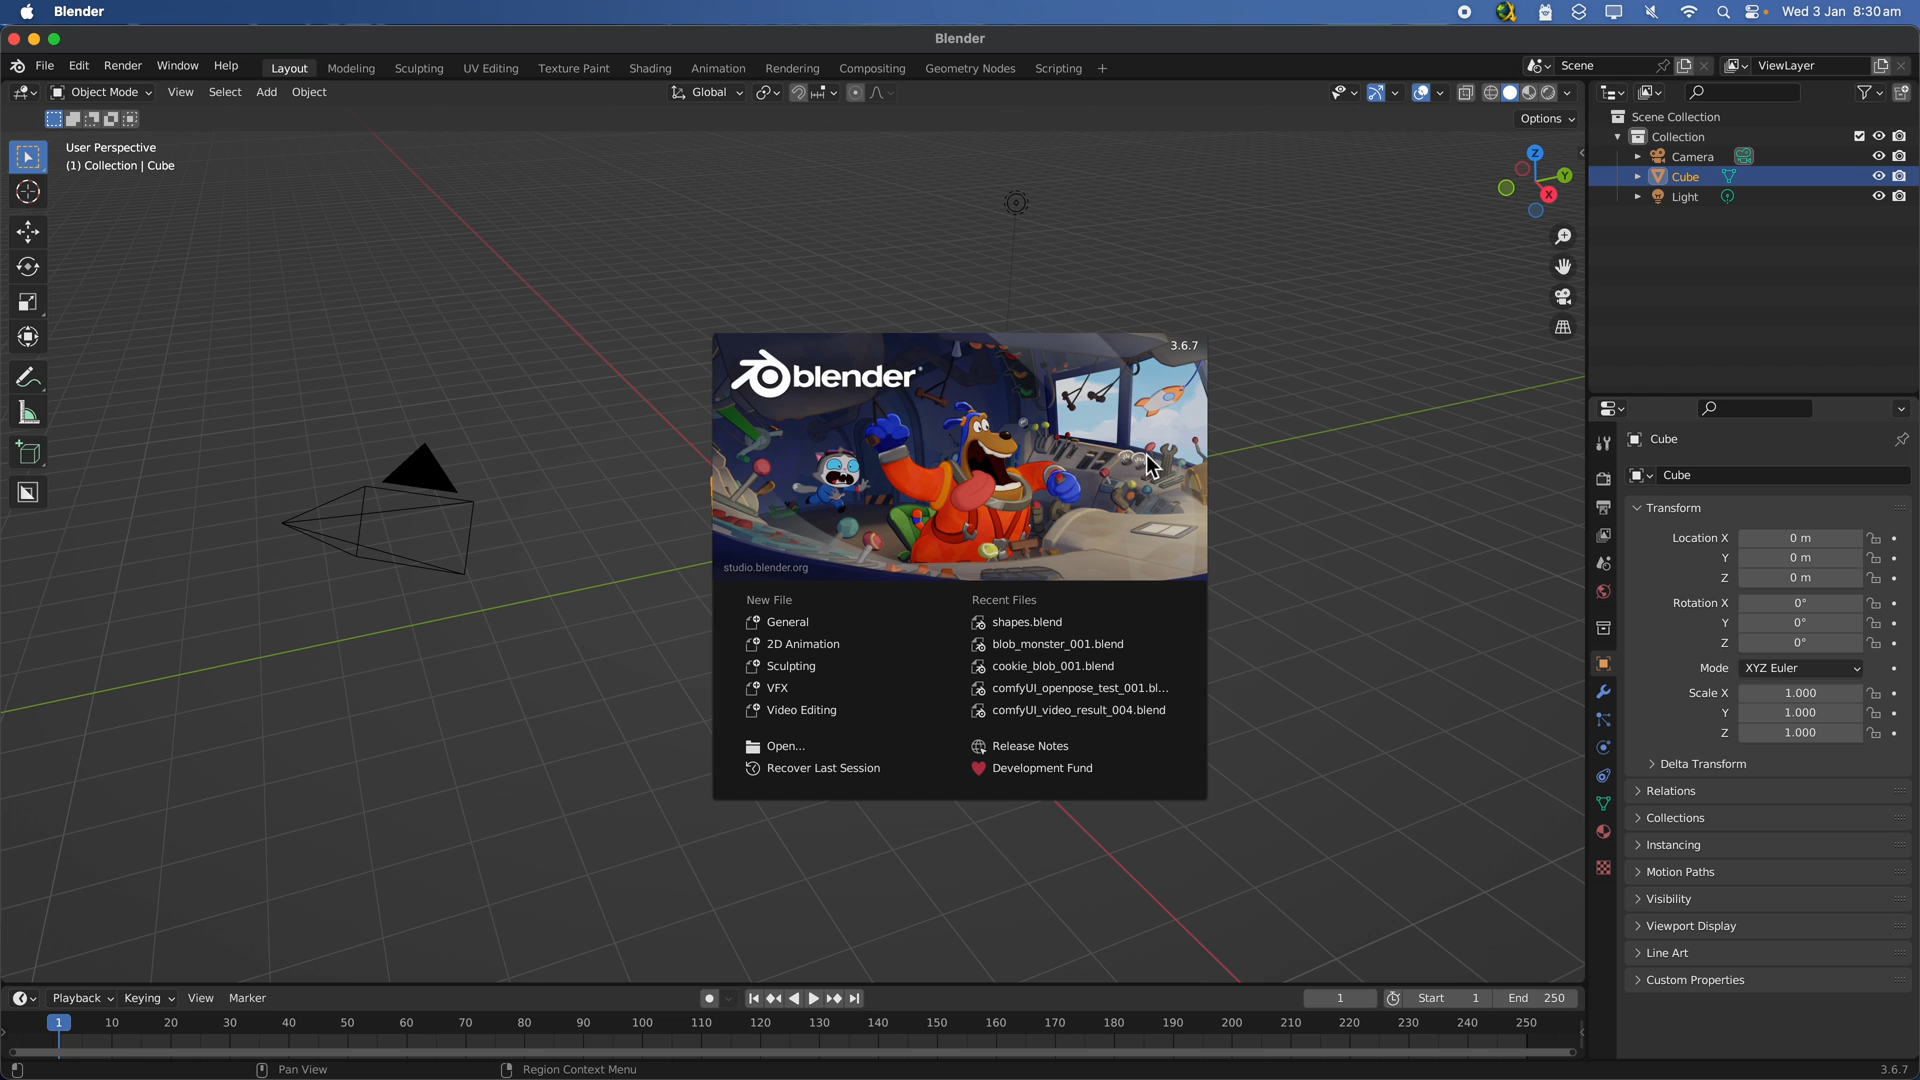 Blender
Wed 3 Jan 8:30 am
Blender
File Edit Render Window Help
Layout Modeling Sculpting UV Editing Texture Paint Shading Animation Rendering Compositing Geometry Nodes Scripting +
Scene
ViewLayer
Object Mode View Select Add Object
Global
Options
User Perspective
(1) Collection | Cube
Z
Y
X
Scene Collection
Collection
Camera
Cube
Light
Cube
Cube
Transform
Location X 0 m
Y 0 m
Z 0 m
Rotation X 0°
Y 0°
Z 0°
Mode XYZ Euler
Scale X 1.000
Y 1.000
Z 1.000
Delta Transform
Relations
Collections
Instancing
Motion Paths
Visibility
Viewport Display
Line Art
Custom Properties
blender
3.6.7
studio.blender.org
New File
General
2D Animation
Sculpting
VFX
Video Editing
Open...
Recover Last Session
Recent Files
shapes.blend
blob_monster_001.blend
cookie_blob_001.blend
comfyUI_openpose_test_001.bl...
comfyUI_video_result_004.blend
Release Notes
Development Fund
Playback Keying View Marker
1 Start 1 End 250
1 10 20 30 40 50 60 70 80 90 100 110 120 130 140 150 160 170 180 190 200 210 220 230 240 250
Pan View
Region Context Menu
3.6.7